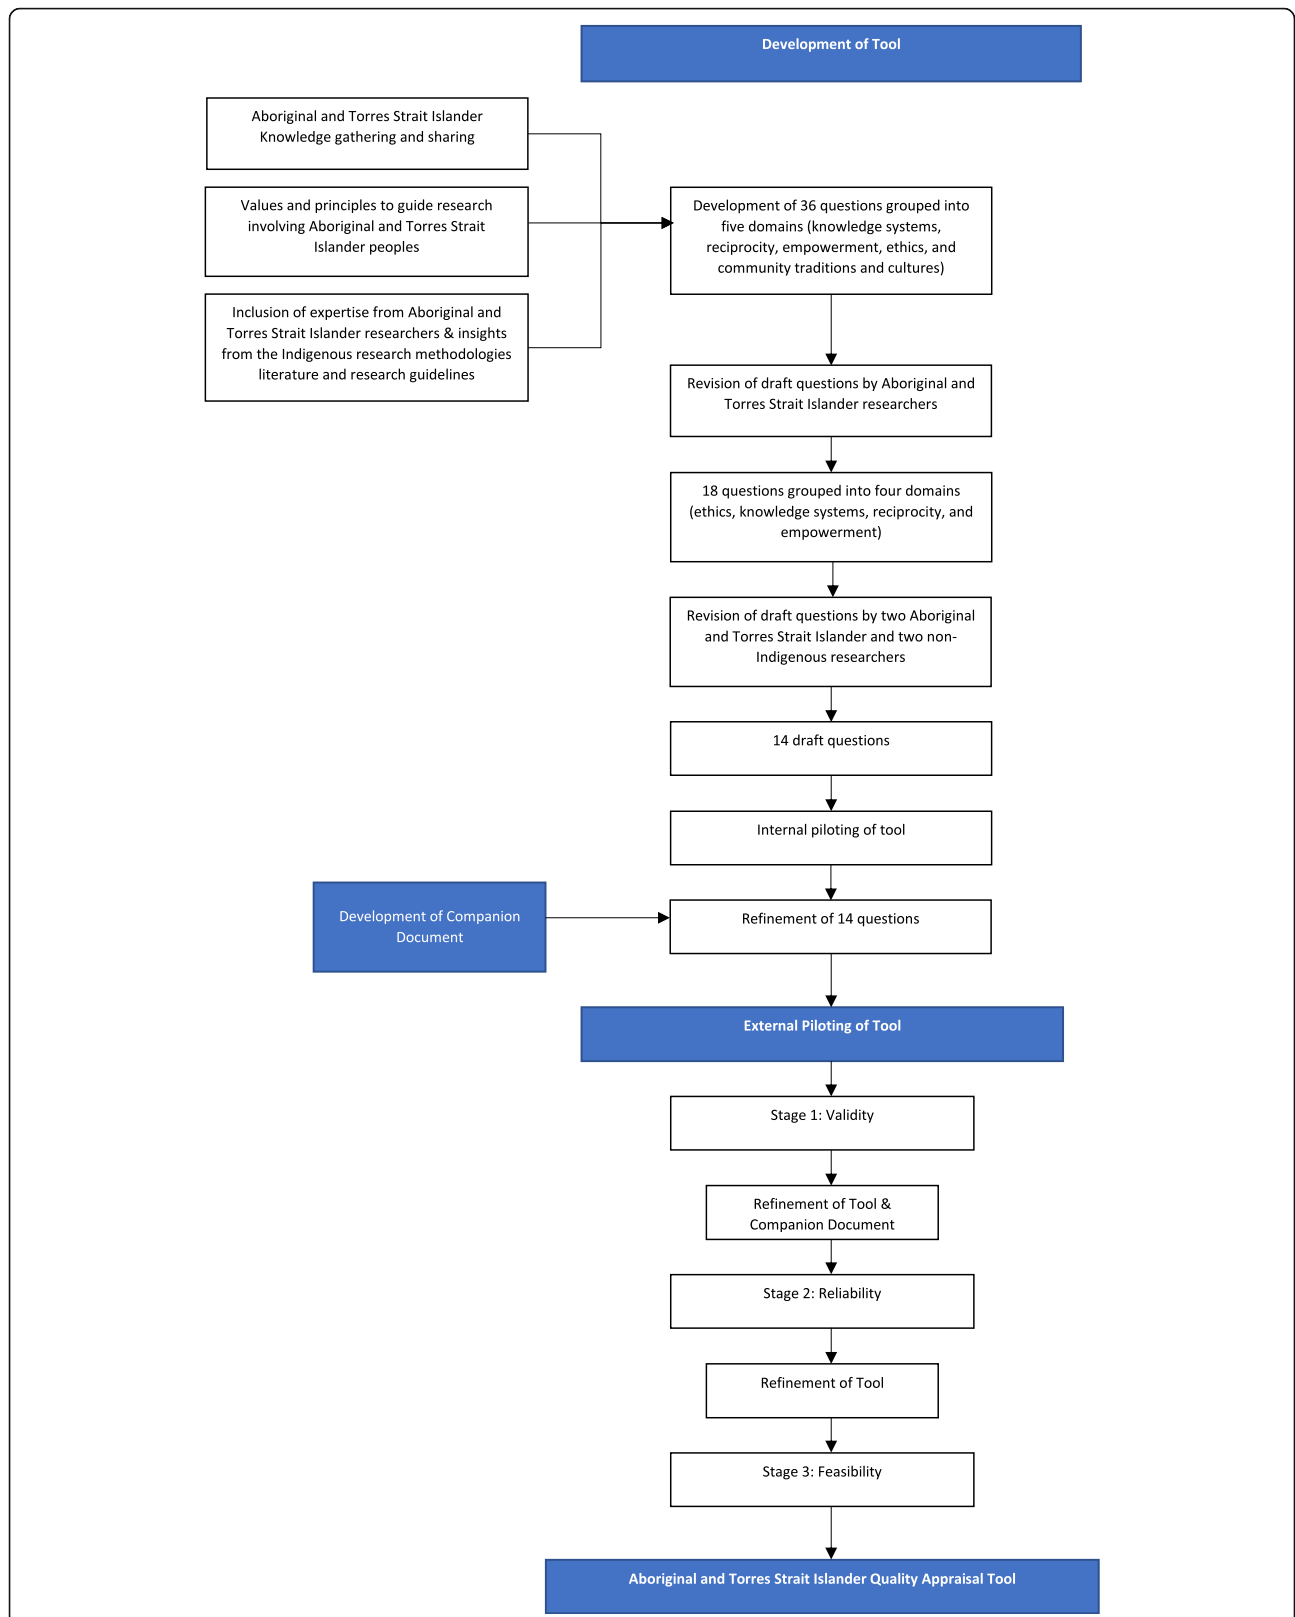 Development of Tool
Aboriginal and Torres Strait Islander
Knowledge gathering and sharing
Values and principles to guide research
involving Aboriginal and Torres Strait
Islander peoples
Inclusion of expertise from Aboriginal and
Torres Strait Islander researchers & insights
from the Indigenous research methodologies
literature and research guidelines
Development of 36 questions grouped into
five domains (knowledge systems,
reciprocity, empowerment, ethics, and
community traditions and cultures)
Revision of draft questions by Aboriginal and
Torres Strait Islander researchers
18 questions grouped into four domains
(ethics, knowledge systems, reciprocity, and
empowerment)
Revision of draft questions by two Aboriginal
and Torres Strait Islander and two non-
Indigenous researchers
14 draft questions
Internal piloting of tool
Development of Companion
Document
Refinement of 14 questions
External Piloting of Tool
Stage 1: Validity
Refinement of Tool &
Companion Document
Stage 2: Reliability
Refinement of Tool
Stage 3: Feasibility
Aboriginal and Torres Strait Islander Quality Appraisal Tool